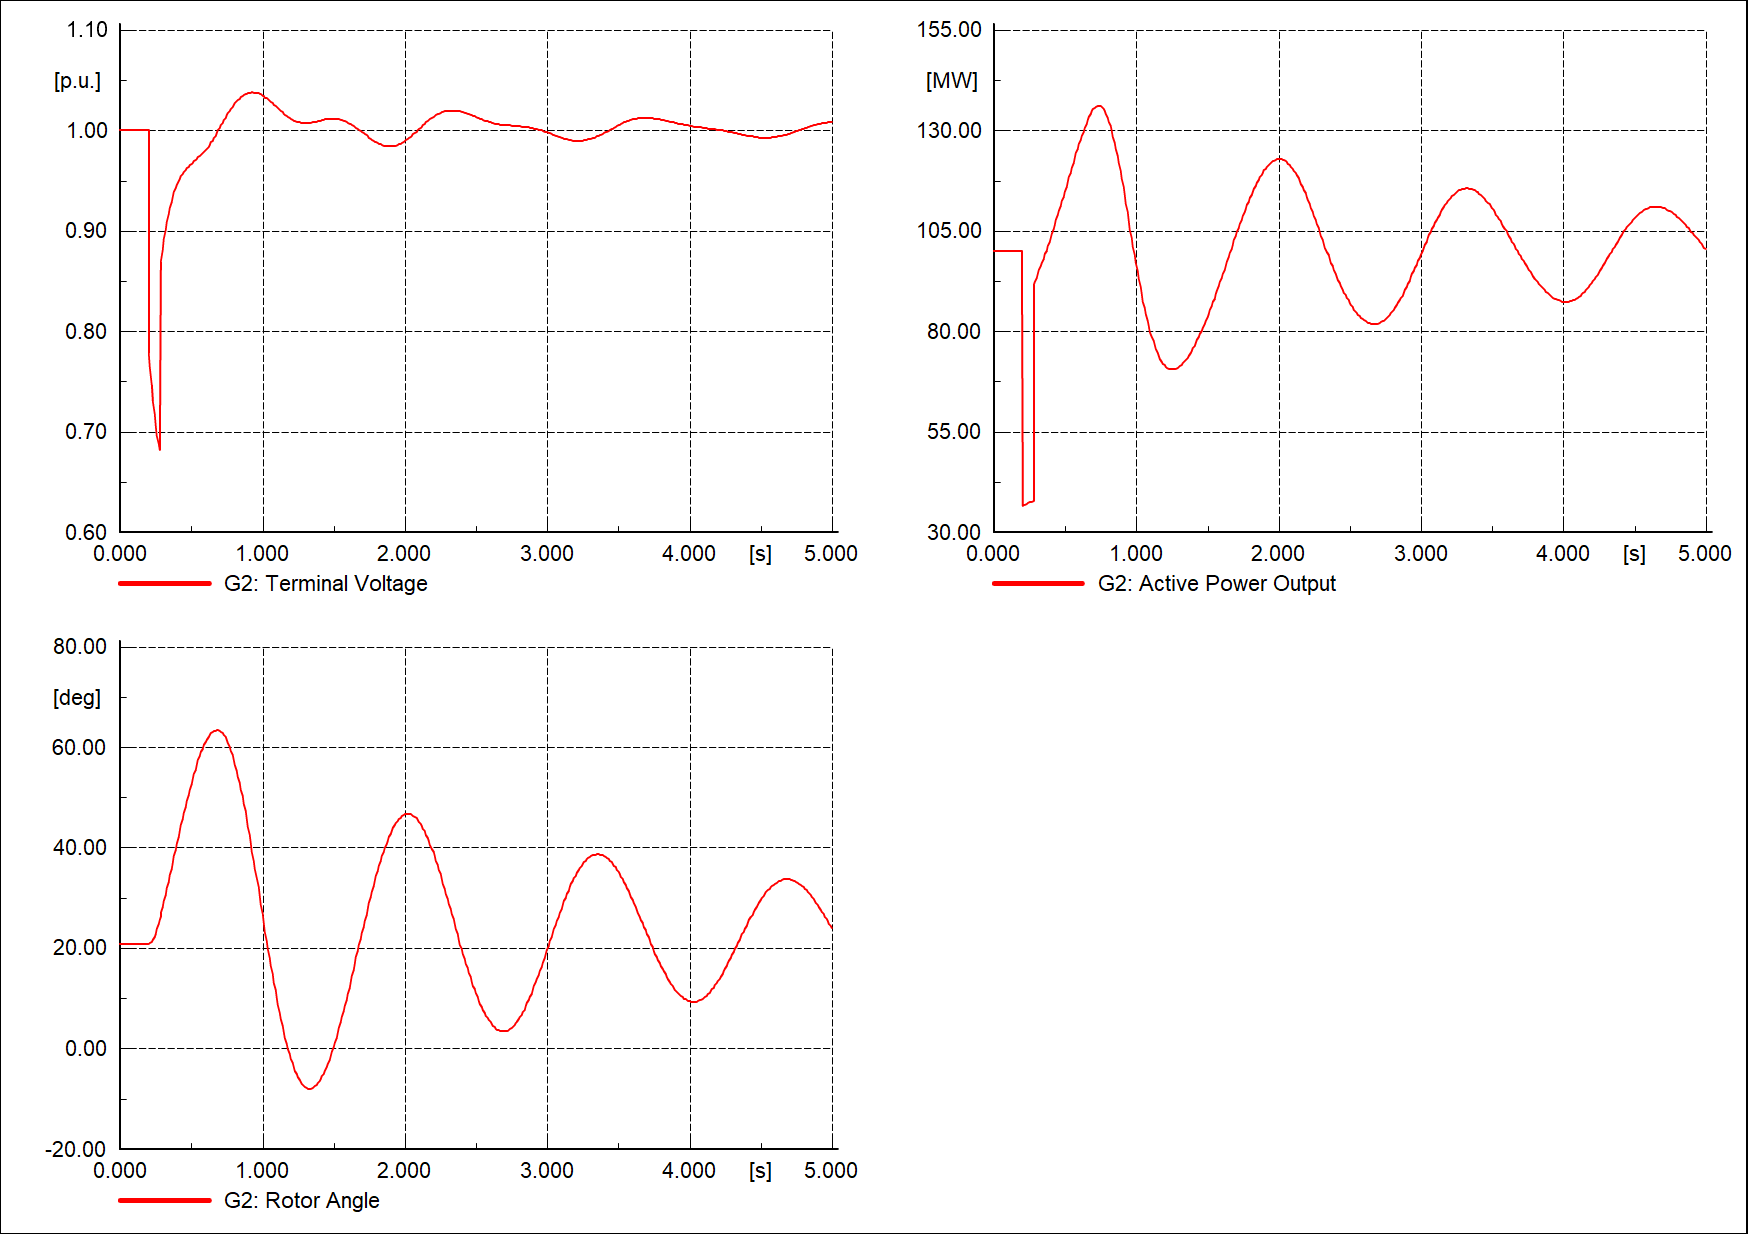 1.10
[p.u.]
1.00
0.90
0.80
0.70
0.60
0.000 1.000 2.000 3.000 4.000 [s] 5.000
G2: Terminal Voltage
155.00
[MW]
130.00
105.00
80.00
55.00
30.00
0.000 1.000 2.000 3.000 4.000 [s] 5.000
G2: Active Power Output
80.00
[deg]
60.00
40.00
20.00
0.00
-20.00
0.000 1.000 2.000 3.000 4.000 [s] 5.000
G2: Rotor Angle